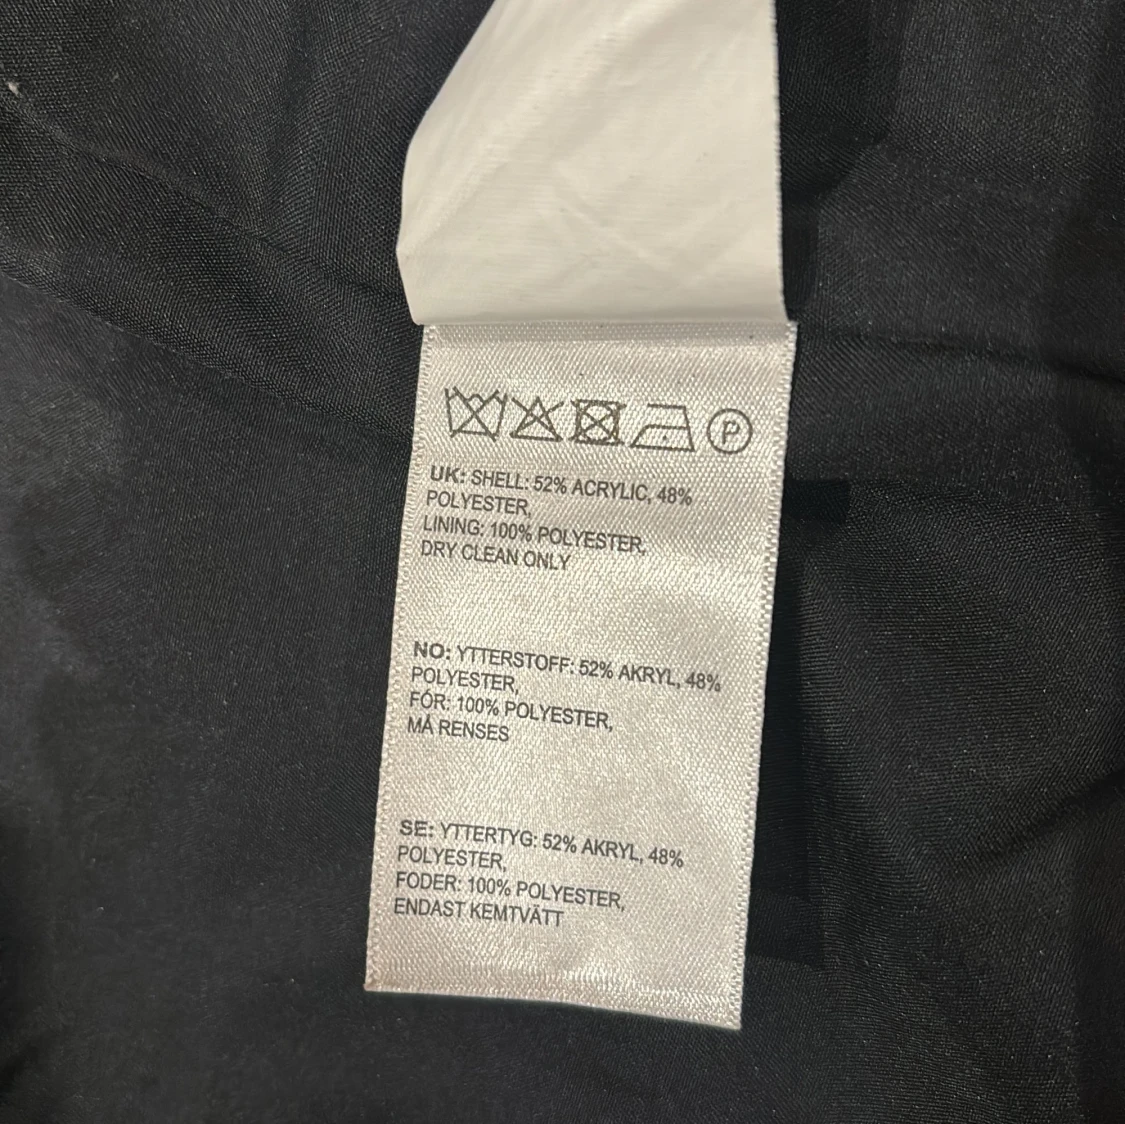 P
UK: SHELL: 52% ACRYLIC, 48%
POLYESTER,
LINING: 100% POLYESTER,
DRY CLEAN ONLY
NO: YTTERSTOFF: 52% AKRYL, 48%
POLYESTER,
FÓR: 100% POLYESTER,
MÅ RENSES
SE: YTTERTYG: 52% AKRYL, 48%
POLYESTER,
FODER: 100% POLYESTER,
ENDAST KEMTVÄTT